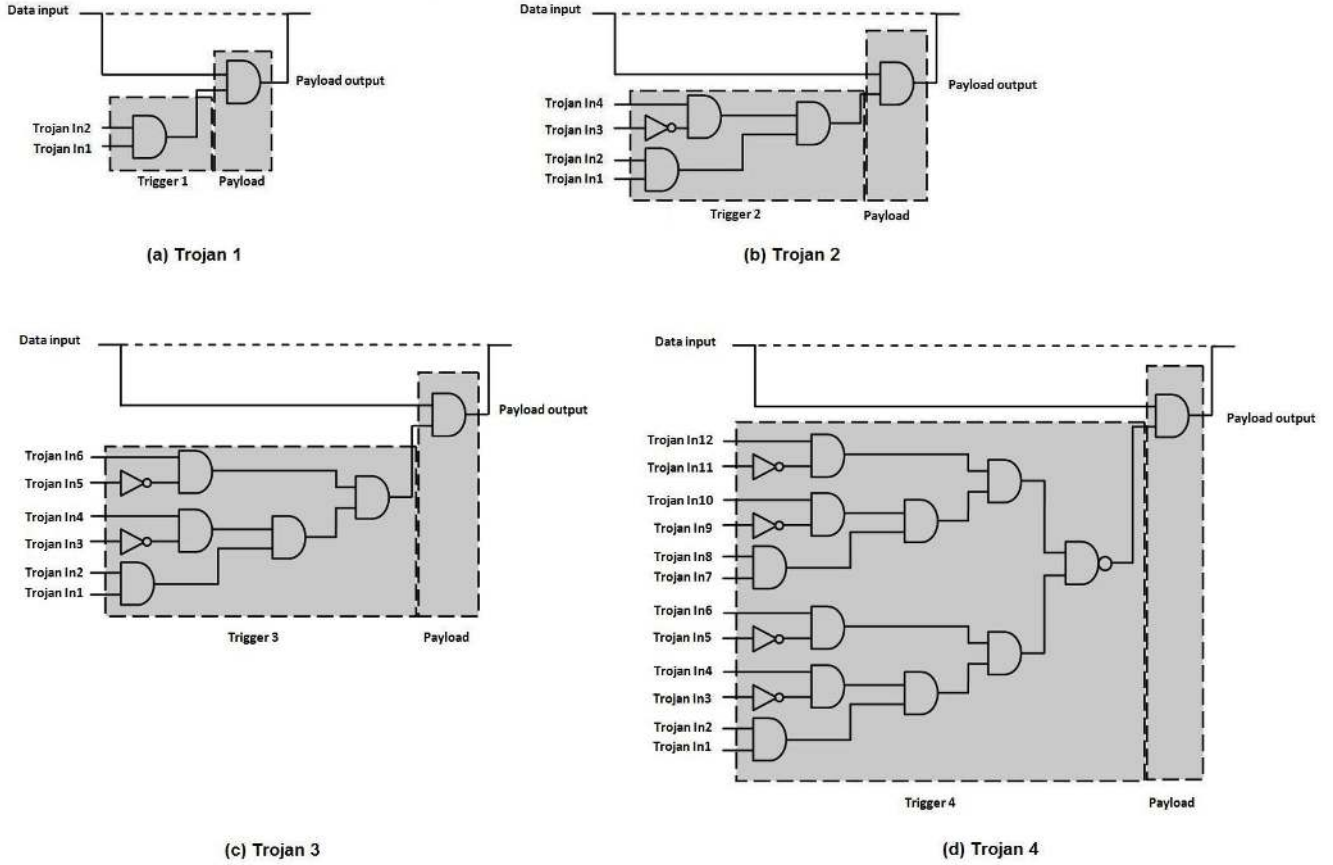 Data input
Payload output
Trojan In2
Trojan In1
Trigger 1
Payload
(a) Trojan 1
Data input
Payload output
Trojan In4
Trojan In3
Trojan In2
Trojan In1
Trigger 2
Payload
(b) Trojan 2
Data input
Payload output
Trojan In6
Trojan In5
Trojan In4
Trojan In3
Trojan In2
Trojan In1
Trigger 3
Payload
(c) Trojan 3
Data input
Payload output
Trojan In12
Trojan In11
Trojan In10
Trojan In9
Trojan In8
Trojan In7
Trojan In6
Trojan In5
Trojan In4
Trojan In3
Trojan In2
Trojan In1
Trigger 4
Payload
(d) Trojan 4